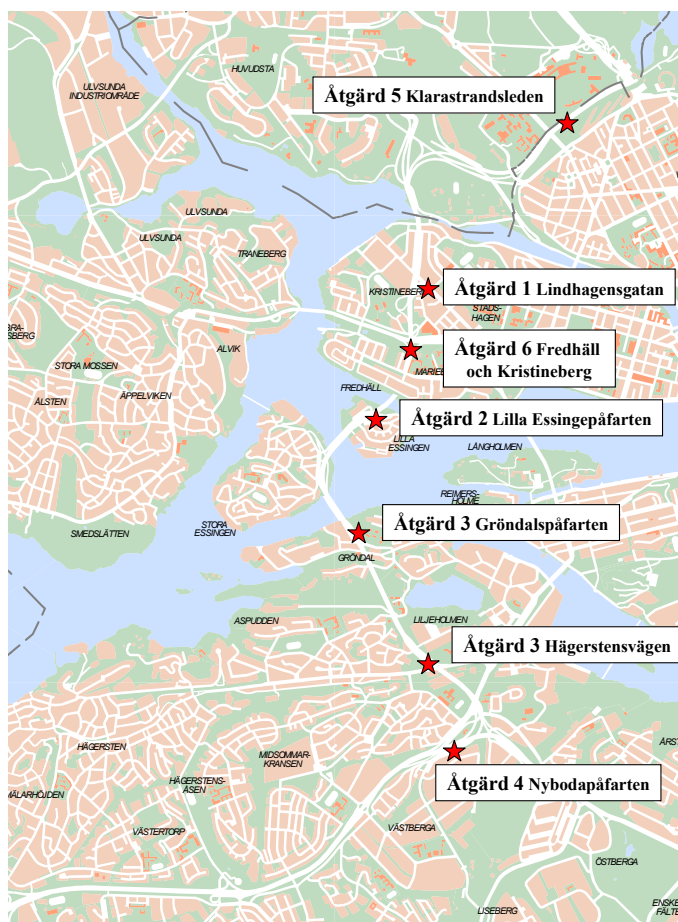 HUVUDSTA
ULVSUNDA
INDUSTRIOMRÅDE
Åtgärd 5 Klarastrandsleden
ULVSUNDA
ULVSUNDA
TRANEBERG
KRISTINEBERG
Åtgärd 1 Lindhagensgatan
STADS-
HAGEN
ALVIK
Åtgärd 6 Fredhäll
och Kristineberg
STORA MOSSEN
MARIEB
FREDHÄLL
ÄPPELVIKEN
ÅLSTEN
Åtgärd 2 Lilla Essingepåfarten
LILLA
ESSINGEN
LÅNGHOLMEN
REIMERS-
HOLME
STORA
ESSINGEN
SMEDSLÄTTEN
Åtgärd 3 Gröndalspåfarten
GRÖNDAL
ASPUDDEN
LILJEHOLMEN
Åtgärd 3 Hägerstensvägen
HÄGERSTEN
MIDSOMMAR-
KRANSEN
ÅRST
Åtgärd 4 Nybodapåfarten
HÄGERSTENS-
ÅSEN
MÄLARHÖJDEN
VÄSTERTORP
VÄSTBERGA
ÖSTBERGA
LISEBERG
ENSKE
FÄLTE